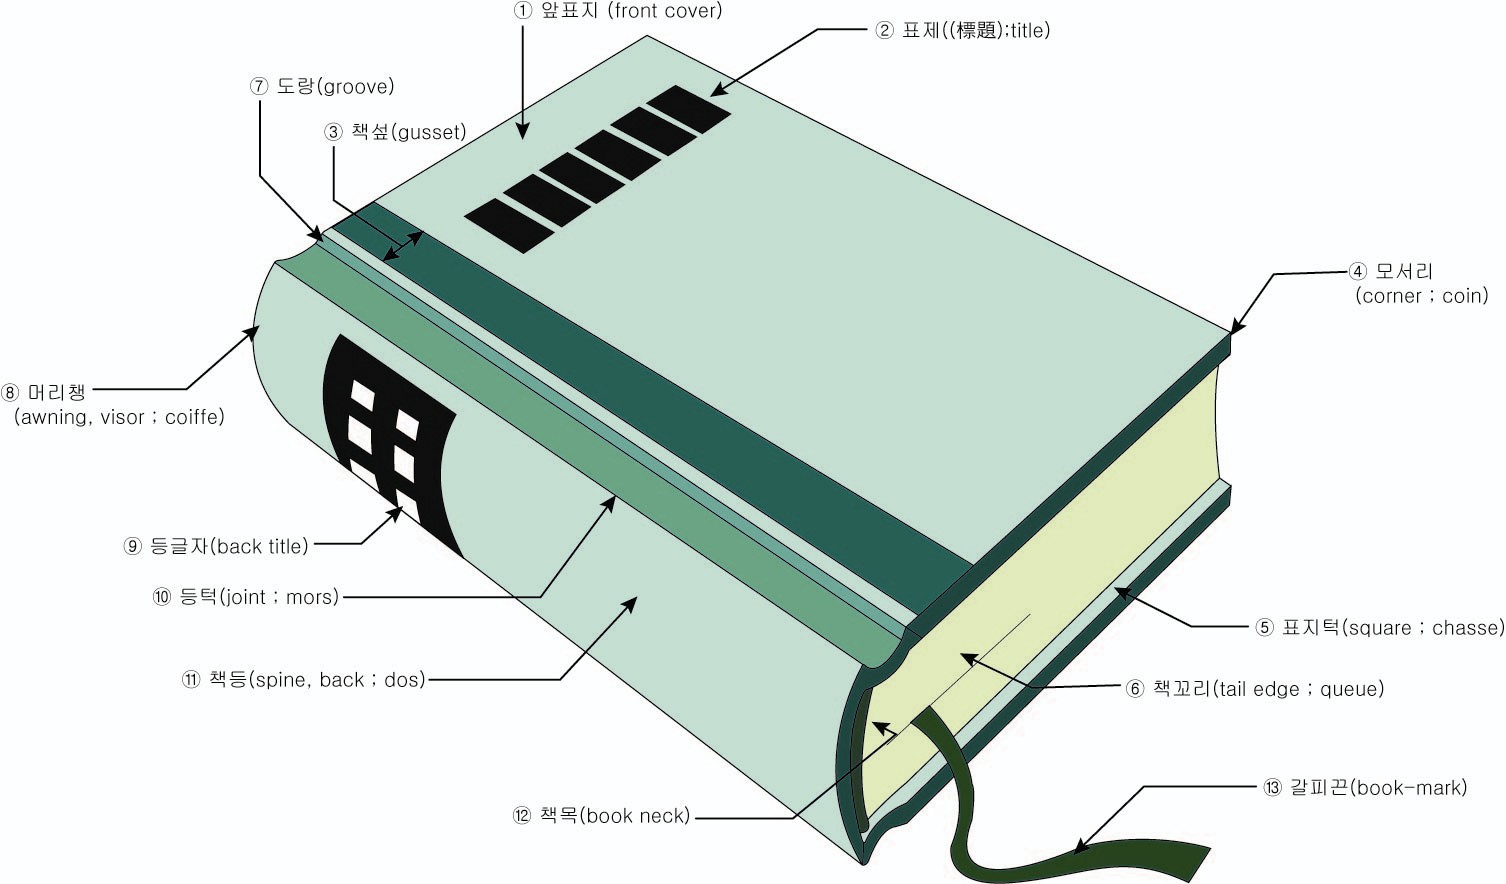 ① 앞표지 (front cover)
② 표제((標題);title)
⑦ 도랑(groove)
③ 책섶(gusset)
④ 모서리
(corner ; coin)
⑧ 머리챙
(awning, visor ; coiffe)
⑨ 등글자(back title)
⑩ 등턱(joint ; mors)
⑤ 표지턱(square ; chasse)
⑪ 책등(spine, back ; dos)
⑥ 책꼬리(tail edge ; queue)
⑫ 책목(book neck)
⑬ 갈피끈(book-mark)